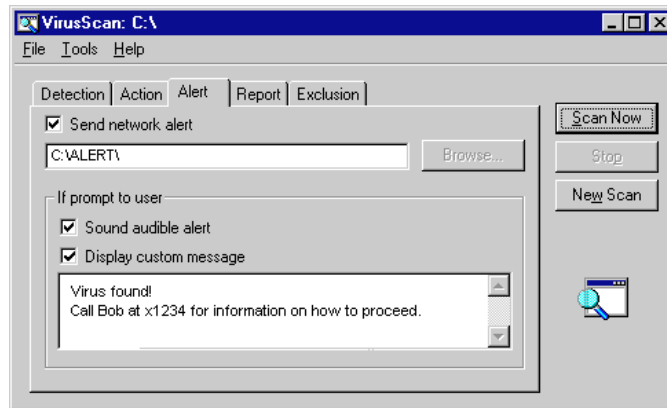 VirusScan: C:\
File Tools Help
Detection Action Alert Report Exclusion
Send network alert
C:\ALERT\
Browse...
If prompt to user
Sound audible alert
Display custom message
Virus found!
Call Bob at x1234 for information on how to proceed.
Scan Now
Stop
New Scan